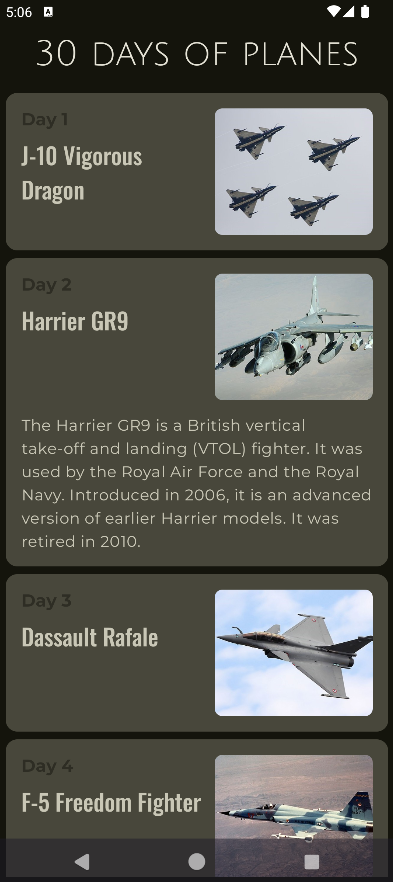 5:06
30 DAYS OF PLANES
Day 1
J-10 Vigorous
Dragon
Day 2
Harrier GR9
The Harrier GR9 is a British vertical
take-off and landing (VTOL) fighter. It was
used by the Royal Air Force and the Royal
Navy. Introduced in 2006, it is an advanced
version of earlier Harrier models. It was
retired in 2010.
Day 3
Dassault Rafale
Day 4
F-5 Freedom Fighter